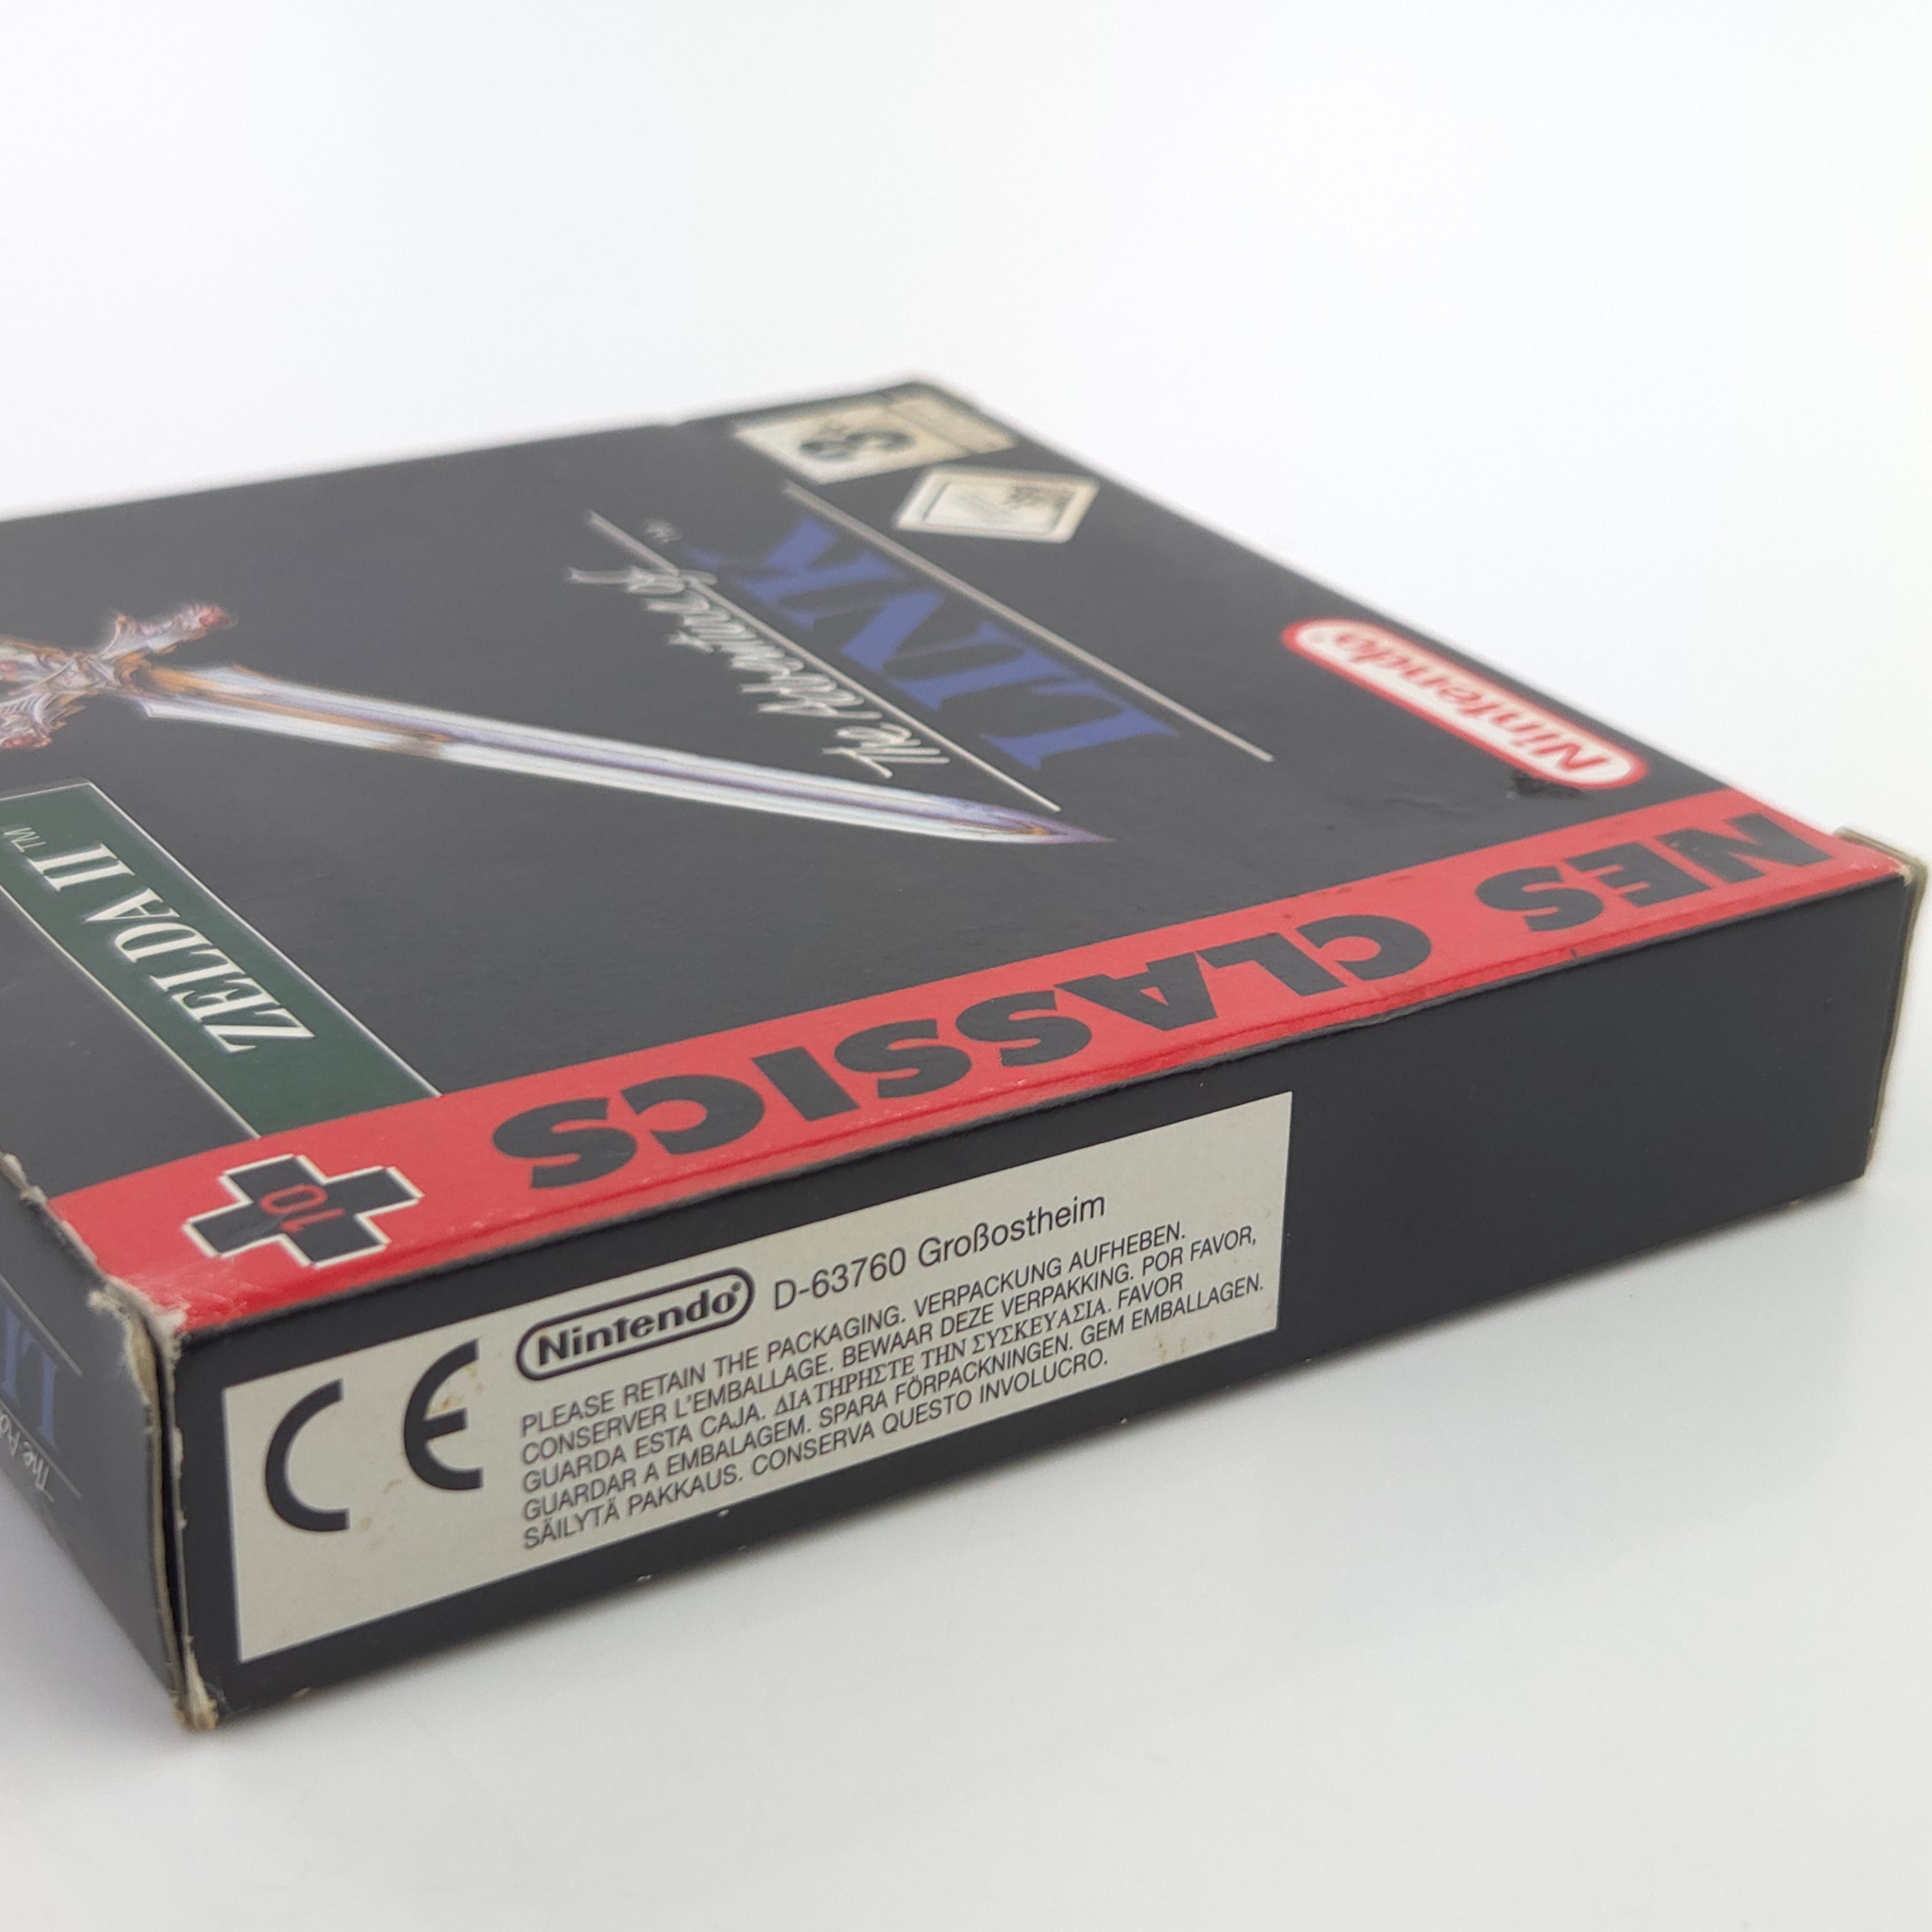 3+
Nintendo®
The Adventure of
LINK™
ZELDA II™
NES CLASSICS
10
CE
Nintendo® D-63760 Großostheim
PLEASE RETAIN THE PACKAGING. VERPACKUNG AUFHEBEN.
CONSERVER L'EMBALLAGE. BEWAAR DEZE VERPAKKING. POR FAVOR,
GUARDA ESTA CAJA. ΔΙΑΤΗΡΗΣΤΕ ΤΗΝ ΣΥΣΚΕΥΑΣΙΑ. FAVOR
GUARDAR A EMBALAGEM. SPARA FÖRPACKNINGEN. GEM EMBALLAGEN.
SÄILYTÄ PAKKAUS. CONSERVA QUESTO INVOLUCRO.